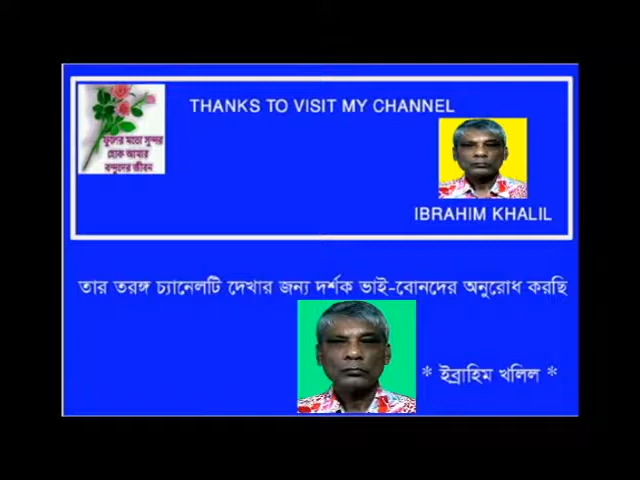 THANKS TO VISIT MY CHANNEL
ফুলের মতো সুন্দর
হোক আমার
বন্দুদের জীবন
IBRAHIM KHALIL
তার তরঙ্গ চ্যানেলটি দেখার জন্য দর্শক ভাই-বোনদের অনুরোধ করছি
* ইব্রাহিম খলিল *